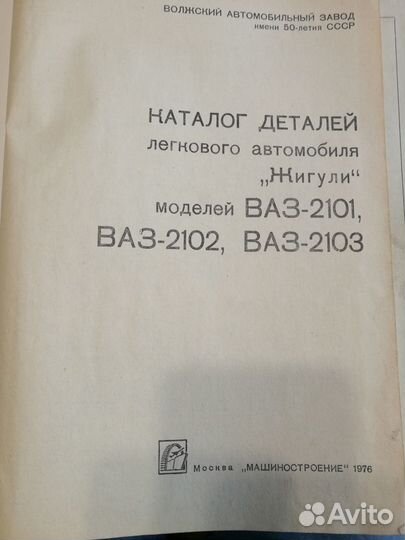 ВОЛЖСКИЙ АВТОМОБИЛЬНЫЙ ЗАВОД
имени 50-летия СССР
КАТАЛОГ ДЕТАЛЕЙ
легкового автомобиля
„Жигули“
моделей ВАЗ-2101,
ВАЗ-2102, ВАЗ-2103
Москва „МАШИНОСТРОЕНИЕ“ 1976
Avito